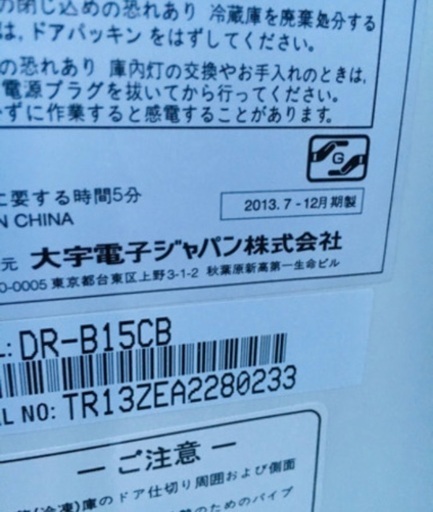 の閉じ込めの恐れあり 冷蔵庫を廃棄処分する
は、ドアパッキン をはずしてください。
の恐れあり 庫内灯の交換やお手入れのときは、
電源プラグを抜いてから行ってください。
ずに作業すると感電することがあります。
G
に要する時間5分
2013.7-12月期製
N CHINA
元 大宇電子ジャパン株式会社
0-0005 東京都台東区上野3-1-2 秋葉原新高第一生命ビル
L: DR-B15CB
AL NO: TR13ZEA2280233
― ご注意 ―
(冷凍)庫のドア仕切り周囲および側面
のためのパイプ